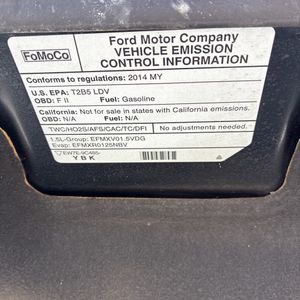 FoMoCo
Ford Motor Company
VEHICLE EMISSION
CONTROL INFORMATION
Conforms to regulations: 2014 MY
U.S. EPA: T2B5 LDV
OBD: F II Fuel: Gasoline
California: Not for sale in states with California emissions.
OBD: N/A Fuel: N/A
TWC/HO2S/AFS/CAC/TC/DFI No adjustments needed.
1.5L-Group: EFMXV01.5VDG
Evap: EFMXR0125NBV
EW7E-9C485-
YBK